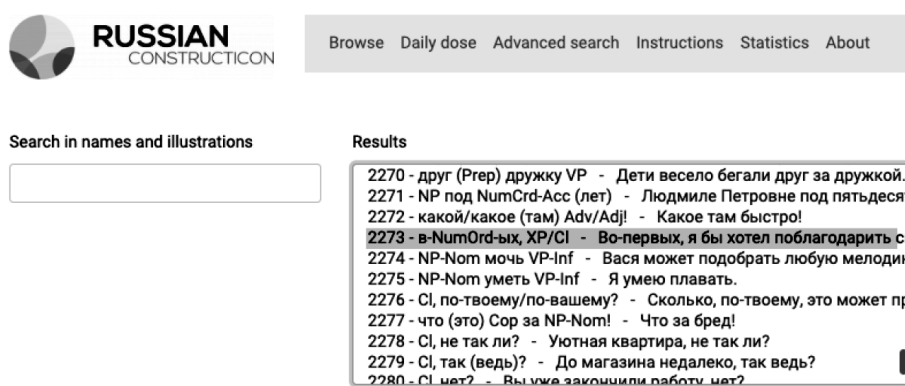 RUSSIAN
CONSTRUCTICON
Browse Daily dose Advanced search Instructions Statistics About
Search in names and illustrations
Results
2270 - друг (Prep) дружку VP - Дети весело бегали друг за дружкой.
2271 - NP под NumCrd-Acc (лет) - Людмиле Петровне под
2272 - какой/какое (там) Adv/Adj! - Какое там быстро!
2273 - в-NumOrd-ых, XP/Cl - Во-первых, я бы хотел поблагодарить
2274 - NP-Nom мочь VP-Inf - Вася может подобрать любую
2275 - NP-Nom уметь VP-Inf - Я умею плавать.
2276 - Cl, по-твоему/по-вашему? - Сколько, по-твоему, это может
2277 - что (это) Cop за NP-Nom! - Что за бред!
2278 - Cl, не так ли? - Уютная квартира, не так ли?
2279 - Cl, так (ведь)? - До магазина недалеко, так ведь?
2280 - Cl, нет? - Вы уже закончили работу, нет?